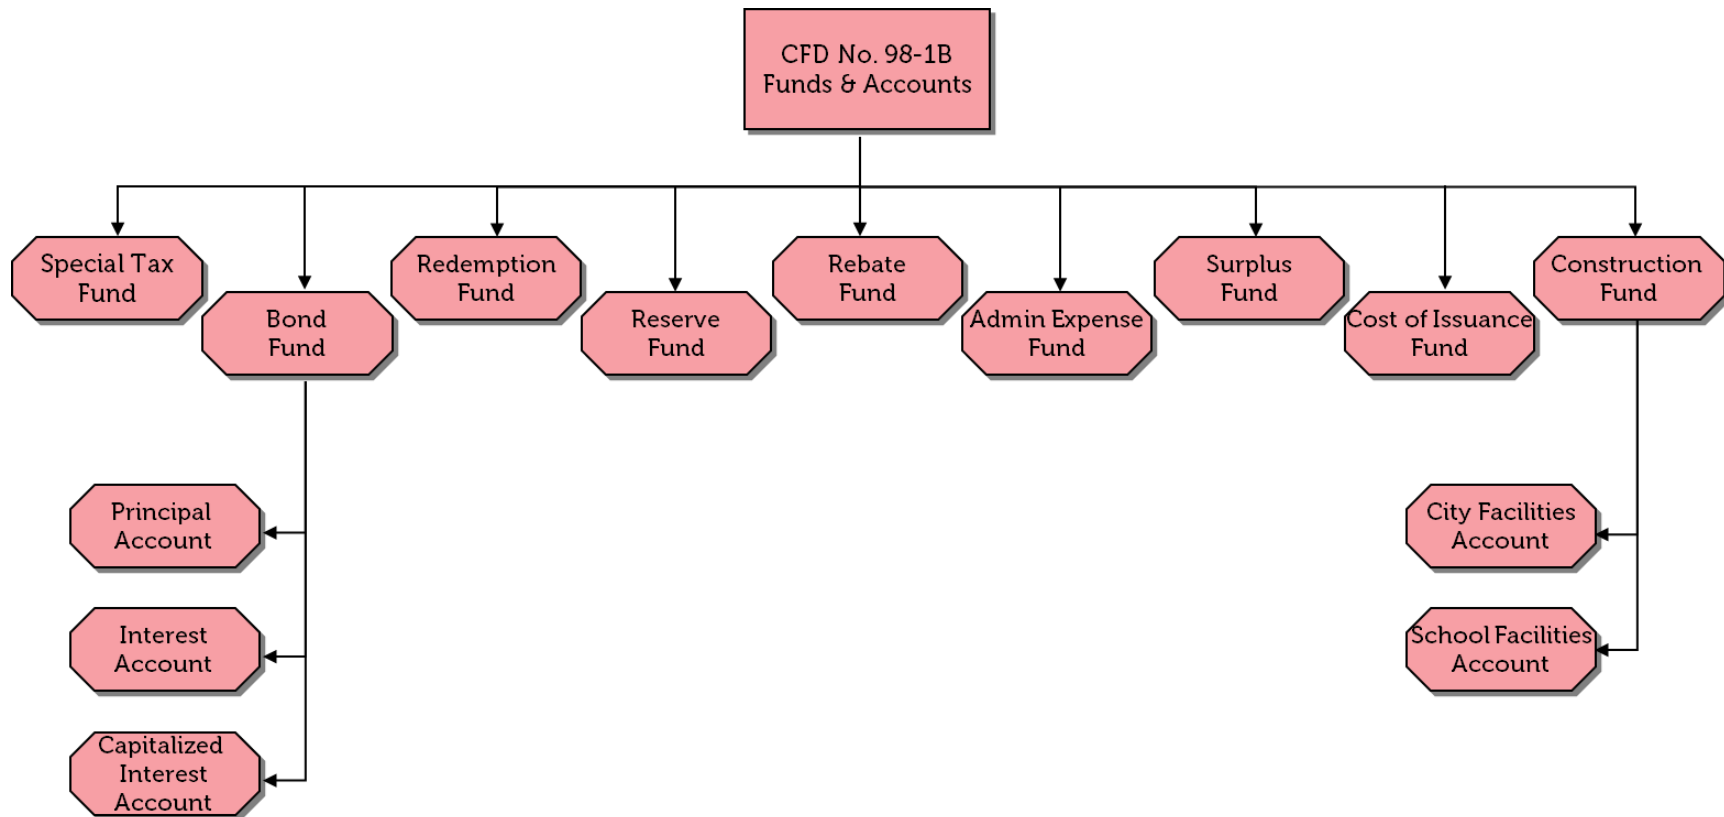 CFD No. 98-1B
Funds & Accounts
Special Tax
Fund
Bond
Fund
Redemption
Fund
Reserve
Fund
Rebate
Fund
Admin Expense
Fund
Surplus
Fund
Cost of Issuance
Fund
Construction
Fund
Principal
Account
Interest
Account
Capitalized
Interest
Account
City Facilities
Account
School Facilities
Account